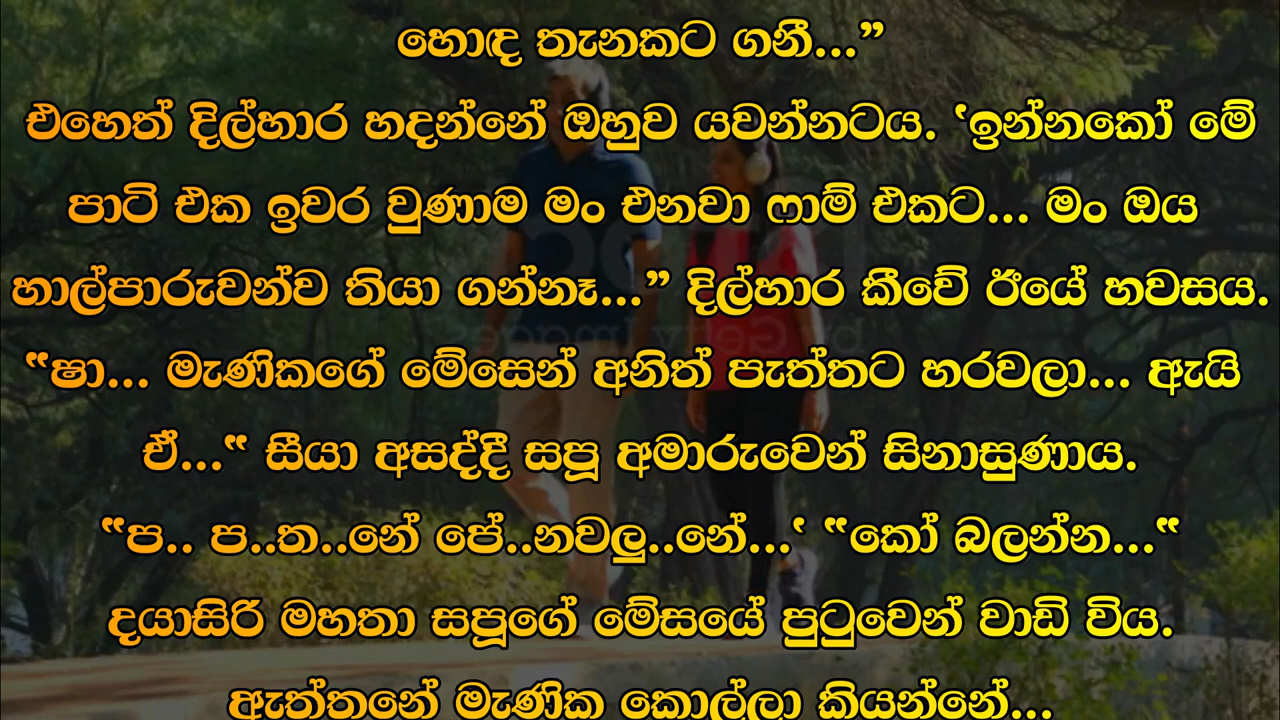 හොඳ තැනකට ගනී...”
එහෙත් දිල්හාර හදන්නේ ඔහුව යවන්නටය. ‛ඉන්නකෝ මේ
පාටි එක ඉවර වුණාම මං එනවා ෆාම් එකට... මං ඔය
හාල්පාරුවන්ව තියා ගන්නෑ...” දිල්හාර කීවේ ඊයේ හවසය.
‟ෂා... මැණිකගේ මේසෙන් අනිත් පැත්තට හරවලා... ඇයි
ඒ...‟ සීයා අසද්දී සපූ අමාරුවෙන් සිනාසුණාය.
‟ප.. ප..ත..නේ පේ..නවලු..නේ...‛ ‟කෝ බලන්න...‟
දයාසිරි මහතා සපූගේ මේසයේ පුටුවෙන් වාඩි විය.
ඇත්තනේ මැණික කොල්ලා කියන්නේ...